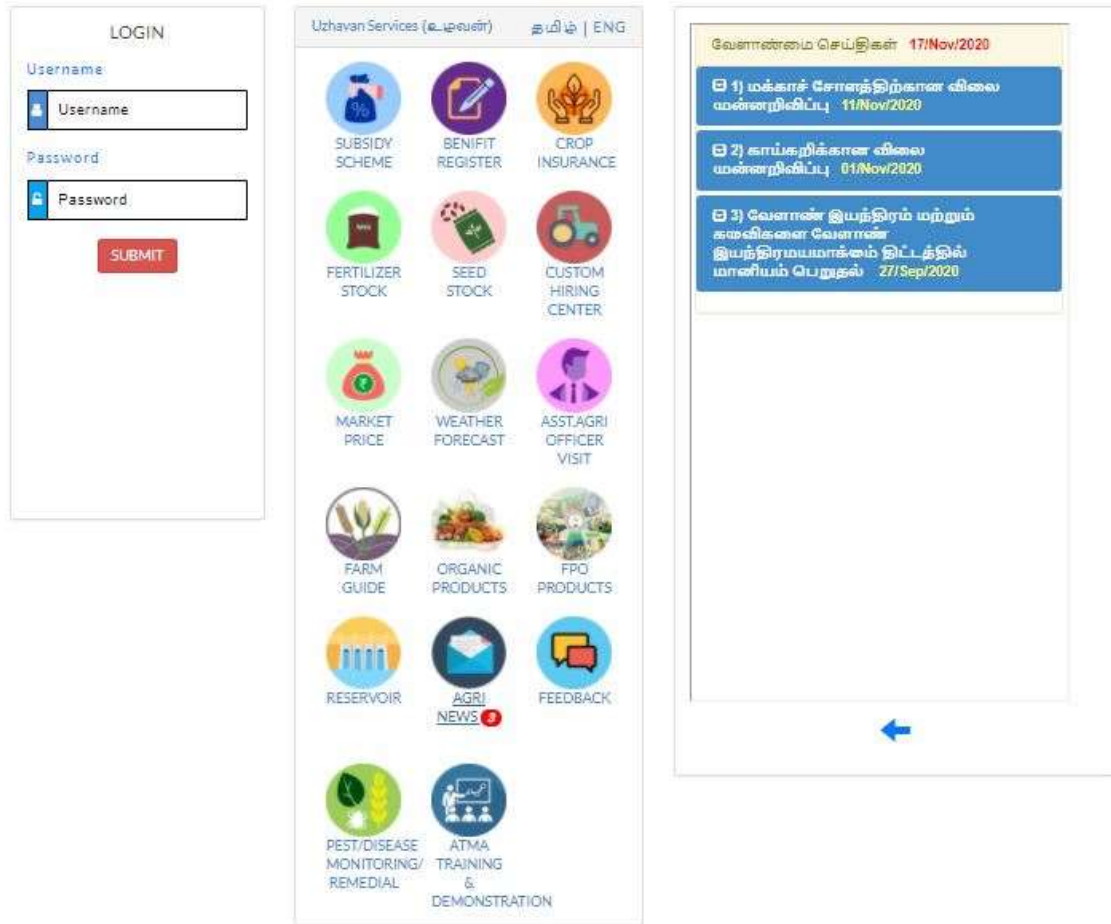 LOGIN
Username
Username
Password
Password
SUBMIT
Uzhavan Services (உழவன்) தமிழ் | ENG
SUBSIDY
SCHEME
BENIFIT
REGISTER
CROP
INSURANCE
FERTILIZER
STOCK
SEED
STOCK
CUSTOM
HIRING
CENTER
MARKET
PRICE
WEATHER
FORECAST
ASST.AGRI
OFFICER
VISIT
FARM
GUIDE
ORGANIC
PRODUCTS
FPO
PRODUCTS
RESERVOIR
AGRI
NEWS 3
FEEDBACK
PEST/DISEASE
MONITORING/
REMEDIAL
ATMA
TRAINING
&
DEMONSTRATION
வேளாண்மை செய்திகள் 17/Nov/2020
1) மக்காச் சோளத்திற்கான விலை
முன்னறிவிப்பு 11/Nov/2020
2) காய்கறிக்கான விலை
முன்னறிவிப்பு 01/Nov/2020
3) வேளாண் இயந்திரம் மற்றும்
கருவிகளை வேளாண்
இயந்திரமயமாக்கும் திட்டத்தில்
மானியம் பெறுதல் 27/Sep/2020